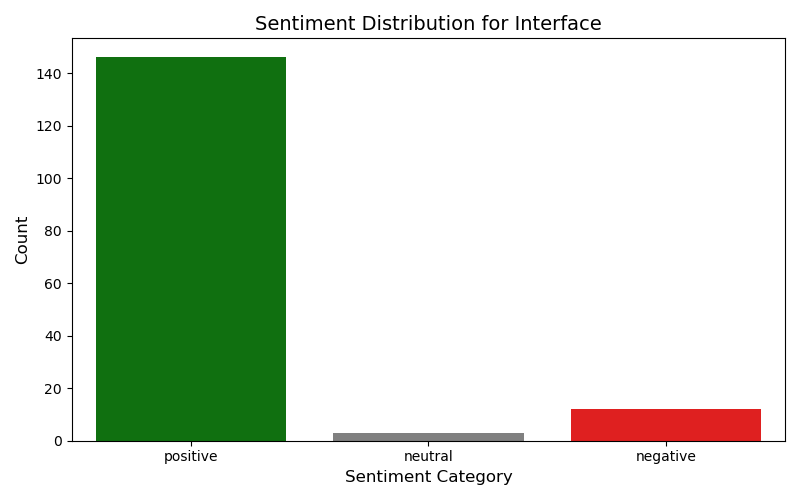 Sentiment Distribution for Interface
140
120
100
80
60
40
20
0
Count
positive neutral negative
Sentiment Category